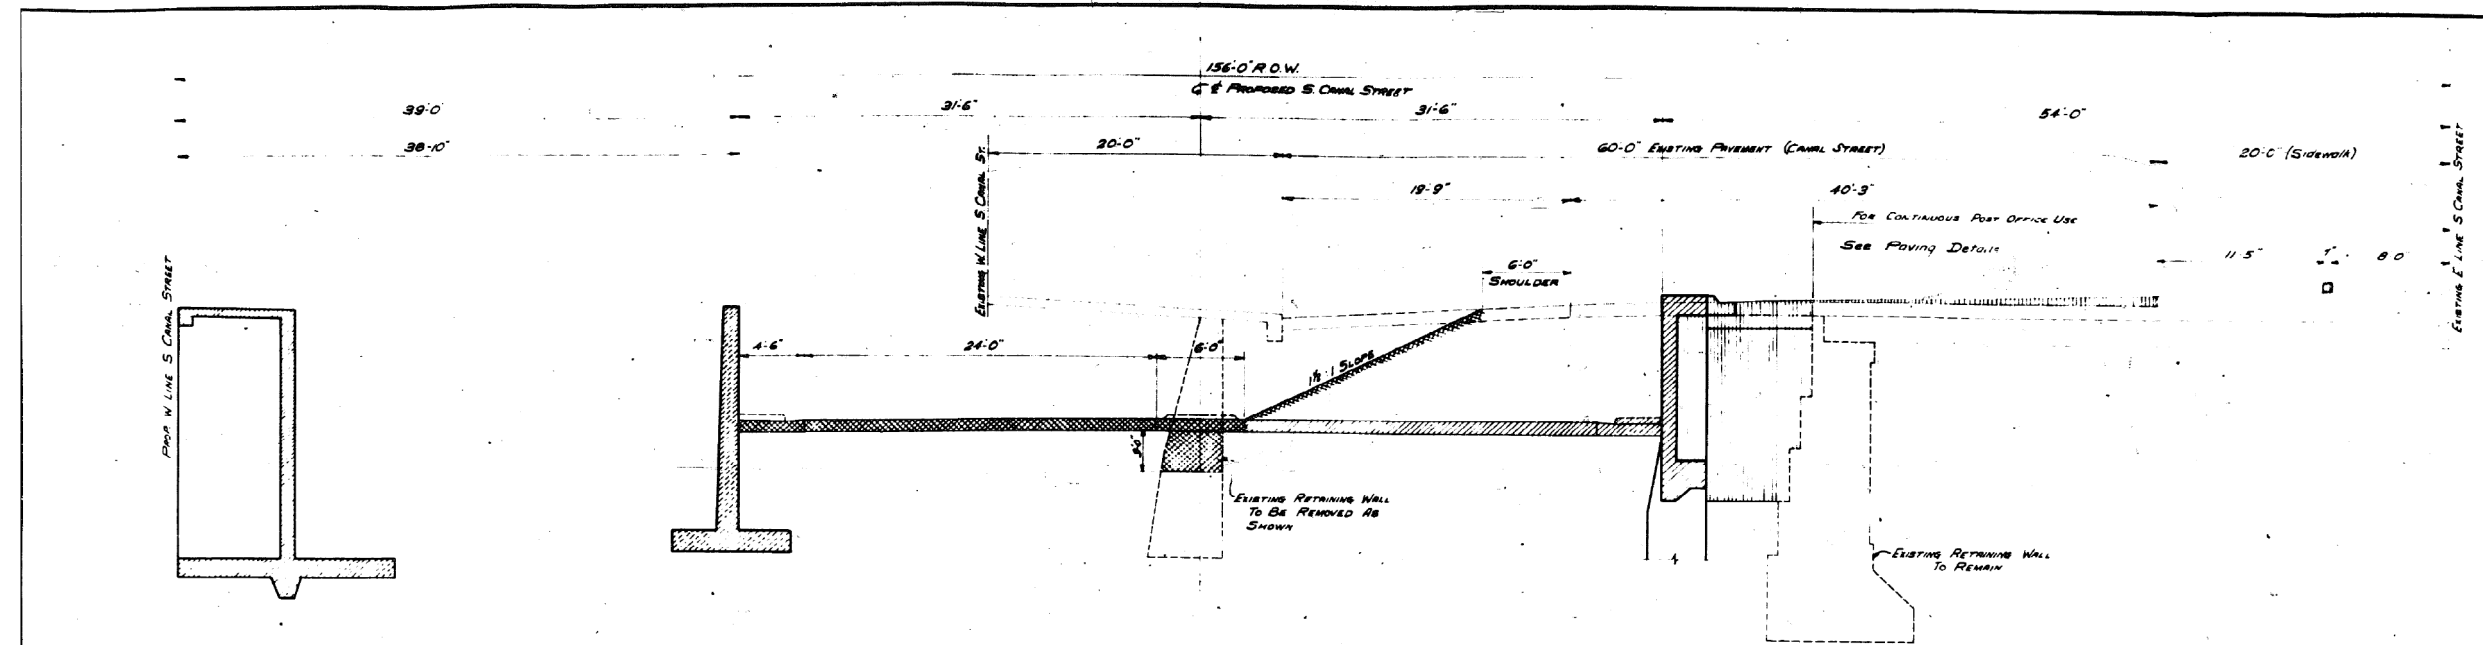 156'-0" R.O.W.
℄ PROPOSED S. CANAL STREET
39'-0
31'-6"
31'-6"
54'-0"
38'-10"
20'-0"
60'-0" EXISTING PAVEMENT (CANAL STREET)
20'-0" (Sidewalk)
19'-9"
40'-3"
FOR CONTINUOUS POST OFFICE USE
See Paving Details
11.5"
1"
8'0
6'-0"
SHOULDER
EXISTING W. LINE S CANAL ST.
PROP. W LINE S CANAL STREET
EXISTING E LINE S CANAL STREET
4'-6"
24'-0"
6'-0"
1½ : 1 SLOPE
EXISTING RETAINING WALL
TO BE REMOVED AS
SHOWN
EXISTING RETAINING WALL
TO REMAIN